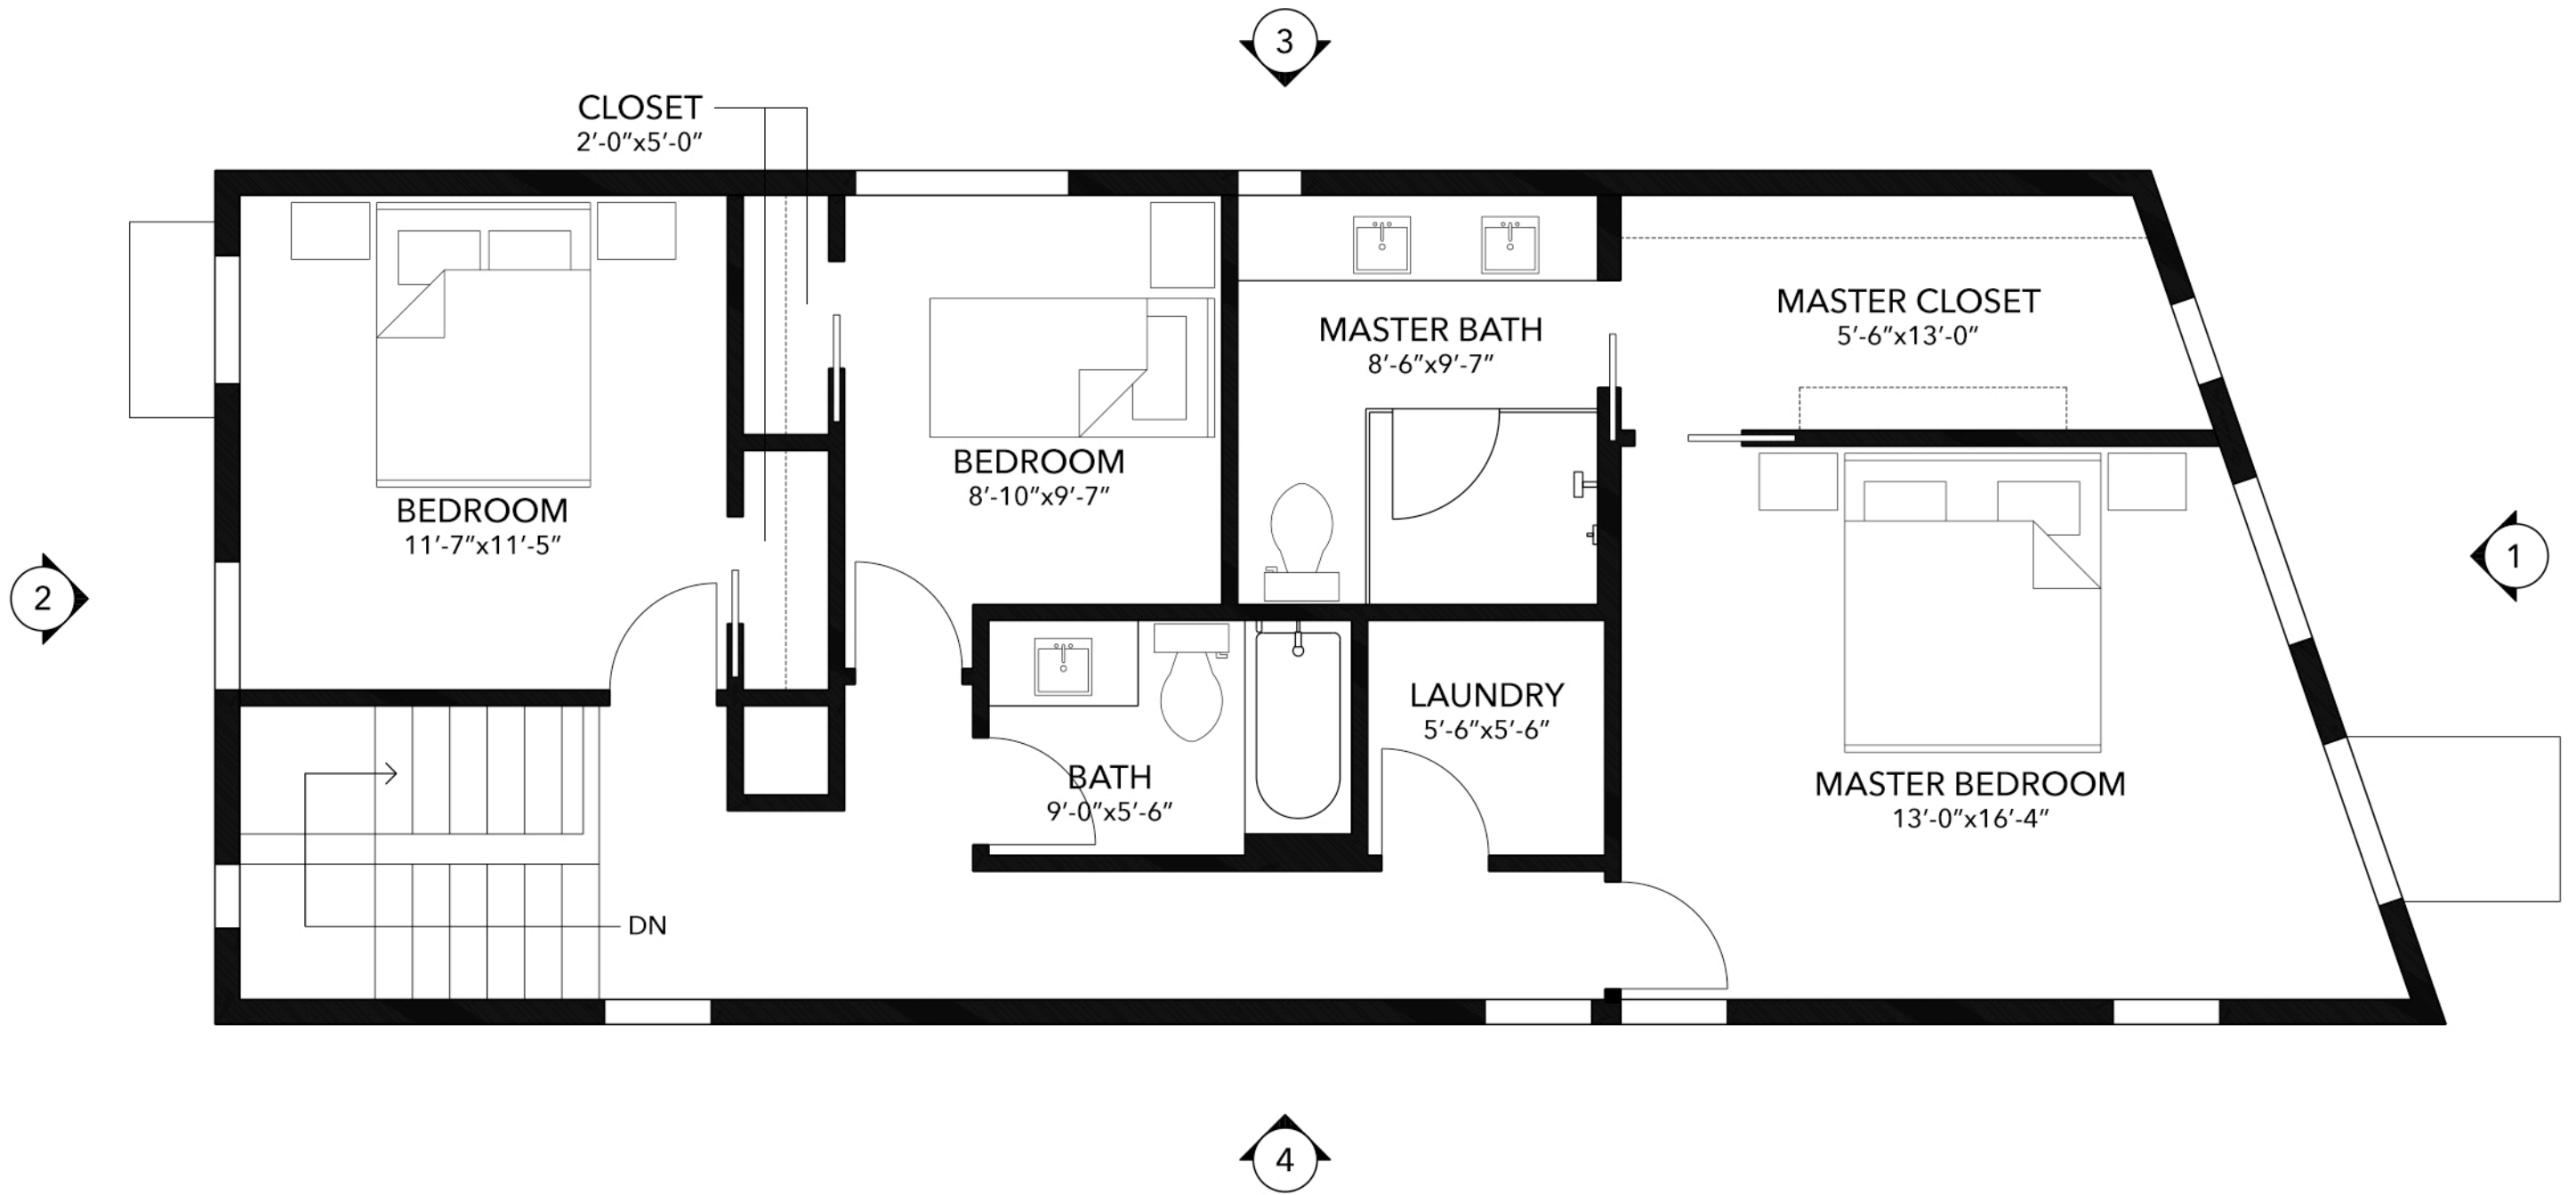 3
CLOSET
2′-0″x5′-0″
MASTER CLOSET
5′-6″x13′-0″
MASTER BATH
8′-6″x9′-7″
BEDROOM
8′-10″x9′-7″
BEDROOM
11′-7″x11′-5″
1
2
LAUNDRY
5′-6″x5′-6″
BATH
9′-0″x5′-6″
MASTER BEDROOM
13′-0″x16′-4″
DN
4